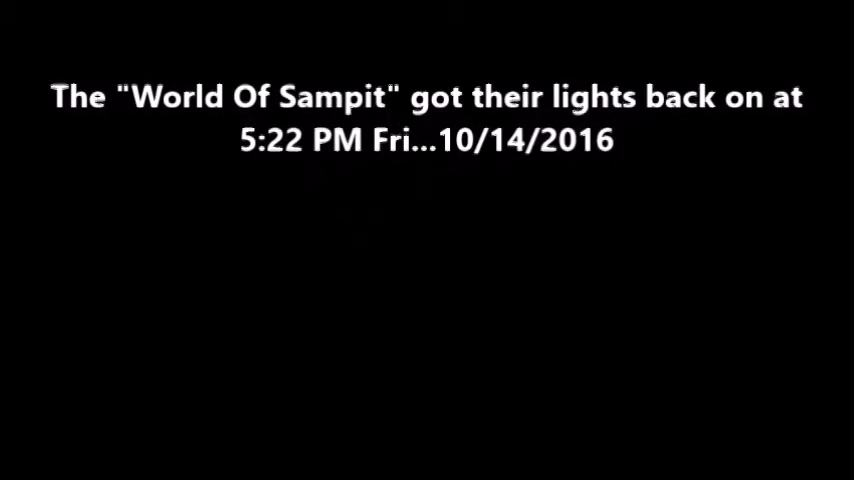 The "World Of Sampit" got their lights back on at
5:22 PM Fri...10/14/2016